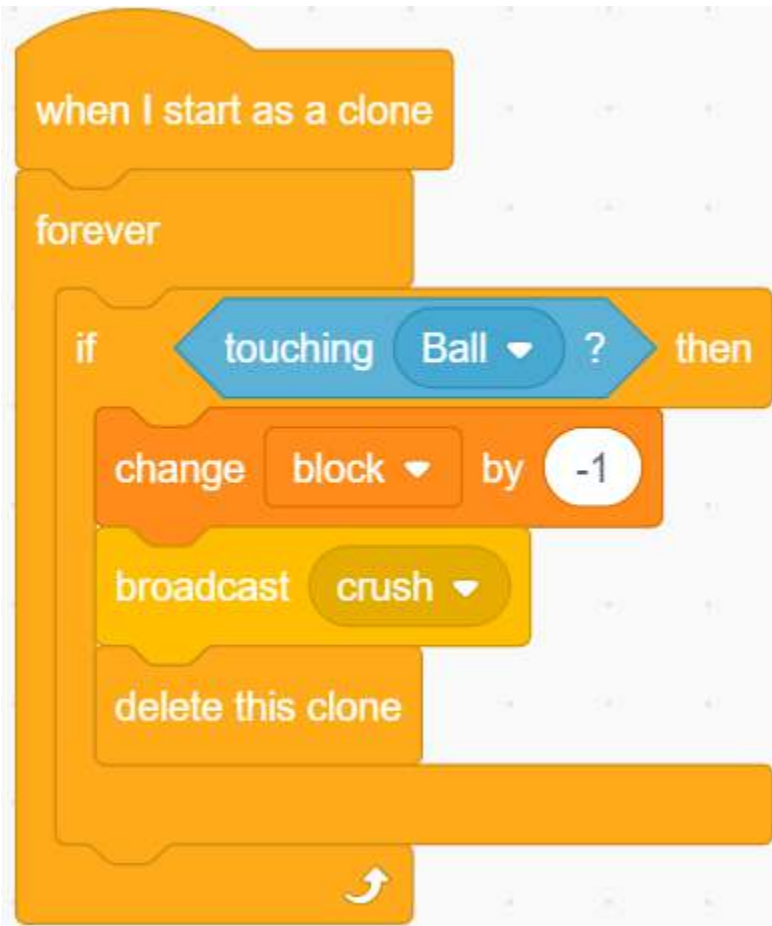 when I start as a clone
forever
if touching Ball ? then
change block by -1
broadcast crush
delete this clone